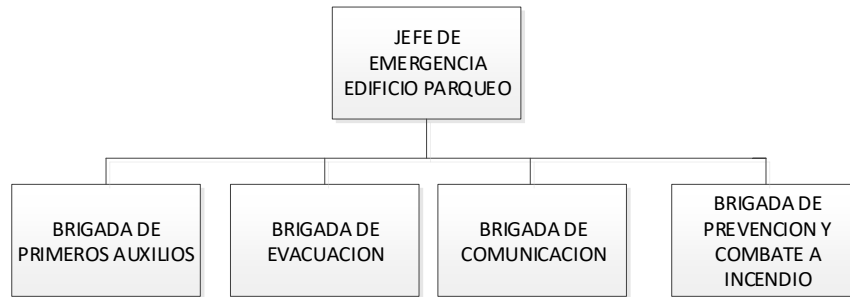 JEFE DE
EMERGENCIA
EDIFICIO PARQUEO
BRIGADA DE
PRIMEROS AUXILIOS
BRIGADA DE
EVACUACION
BRIGADA DE
COMUNICACION
BRIGADA DE
PREVENCION Y
COMBATE A
INCENDIO